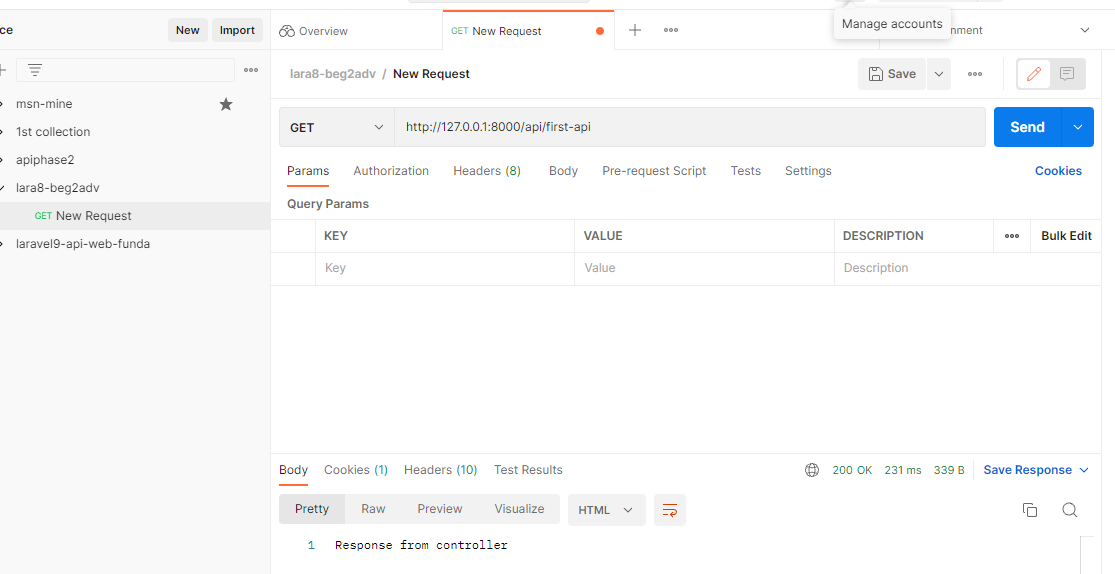 Manage accounts
ce New Import Overview GET New Request nment
lara8-beg2adv / New Request Save
msn-mine
1st collection
apiphase2
lara8-beg2adv
GET New Request
laravel9-api-web-funda
GET http://127.0.0.1:8000/api/first-api Send
Params Authorization Headers (8) Body Pre-request Script Tests Settings Cookies
Query Params
KEY VALUE DESCRIPTION Bulk Edit
Key Value Description
Body Cookies (1) Headers (10) Test Results 200 OK 231 ms 339 B Save Response
Pretty Raw Preview Visualize HTML
1 Response from controller